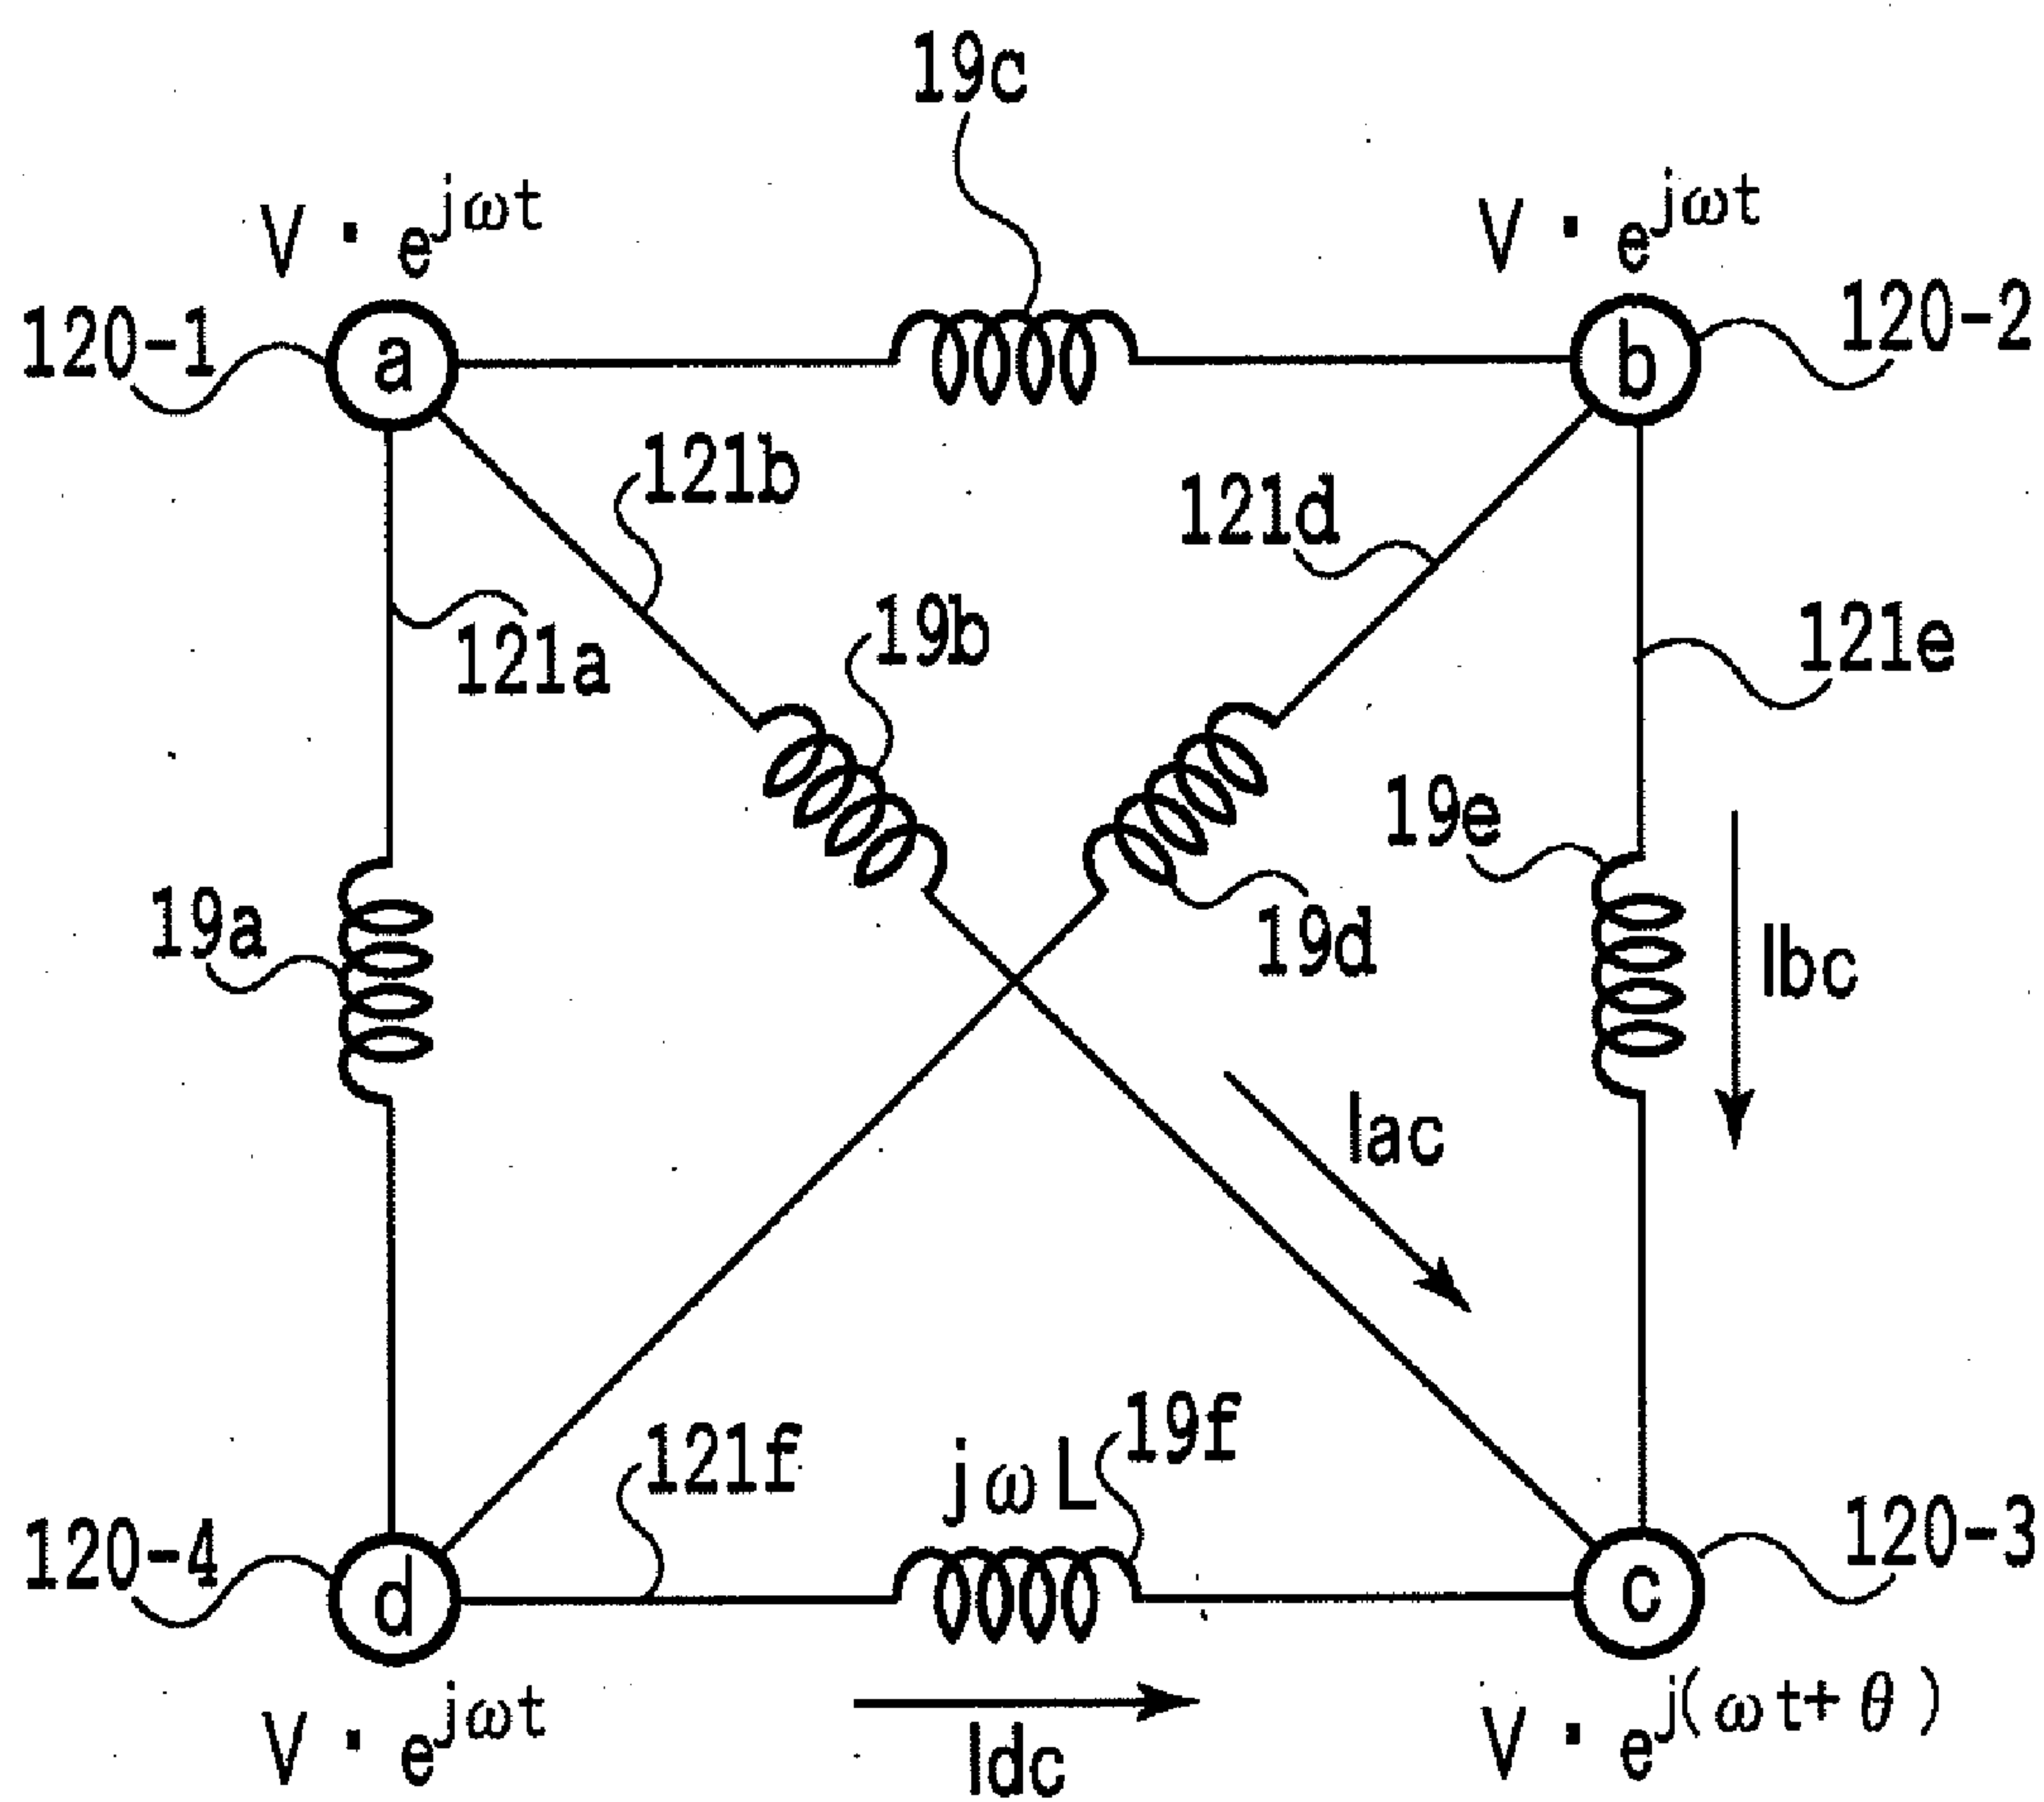 19c
V · e^jωt
V · e^jωt
120-1
a
b
120-2
121b
121d
121a
19b
121e
19e
19a
19d
Ibc
Iac
121f
jωL
19f
120-4
d
c
120-3
V · e^jωt
Idc
V · e^j(ωt+θ)